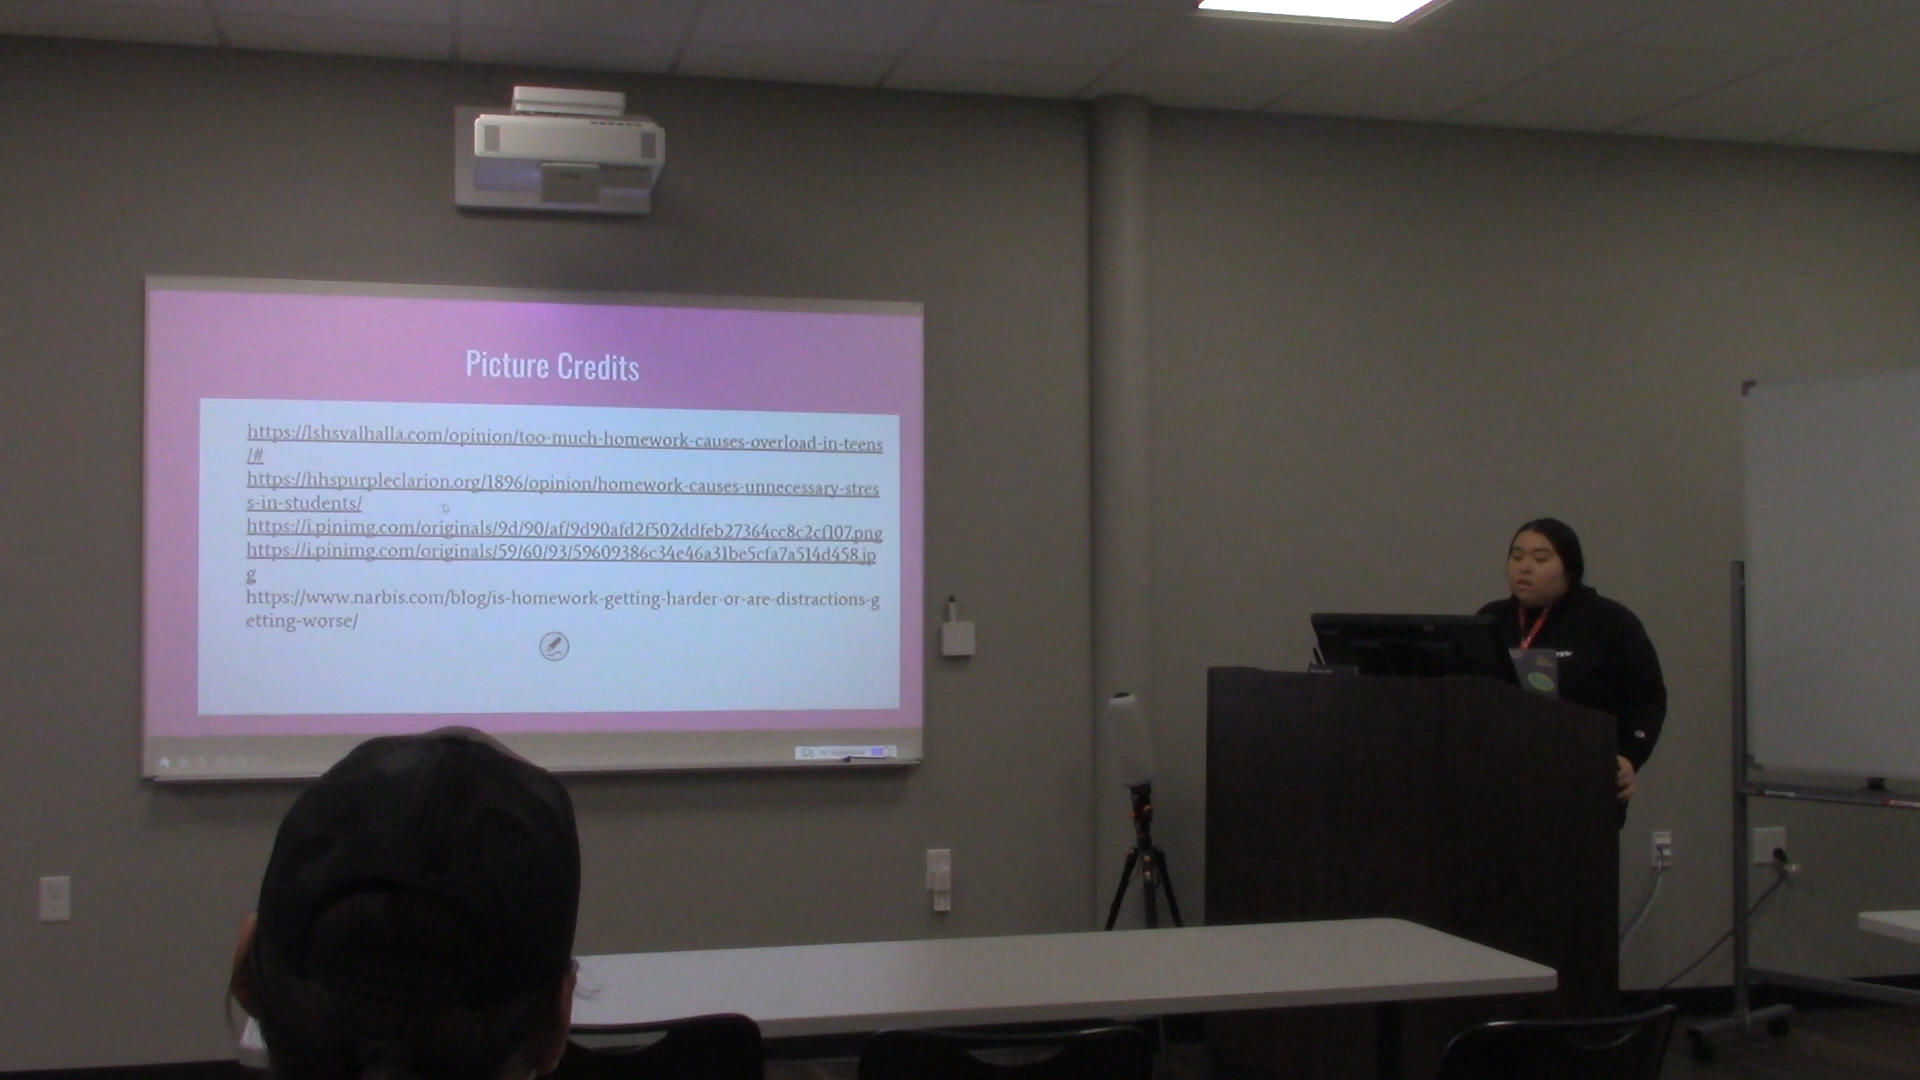 Picture Credits
https://lshsvalhalla.com/opinion/too-much-homework-causes-overload-in-teens
/#
https://hhspurpleclarion.org/1896/opinion/homework-causes-unnecessary-stres
s-in-students/
https://i.pinimg.com/originals/9d/90/af/9d90afd2f502ddfeb27364cc8c2cf107.png
https://i.pinimg.com/originals/59/60/93/59609386c34e46a31be5cfa7a514d458.jp
g
https://www.narbis.com/blog/is-homework-getting-harder-or-are-distractions-g
etting-worse/